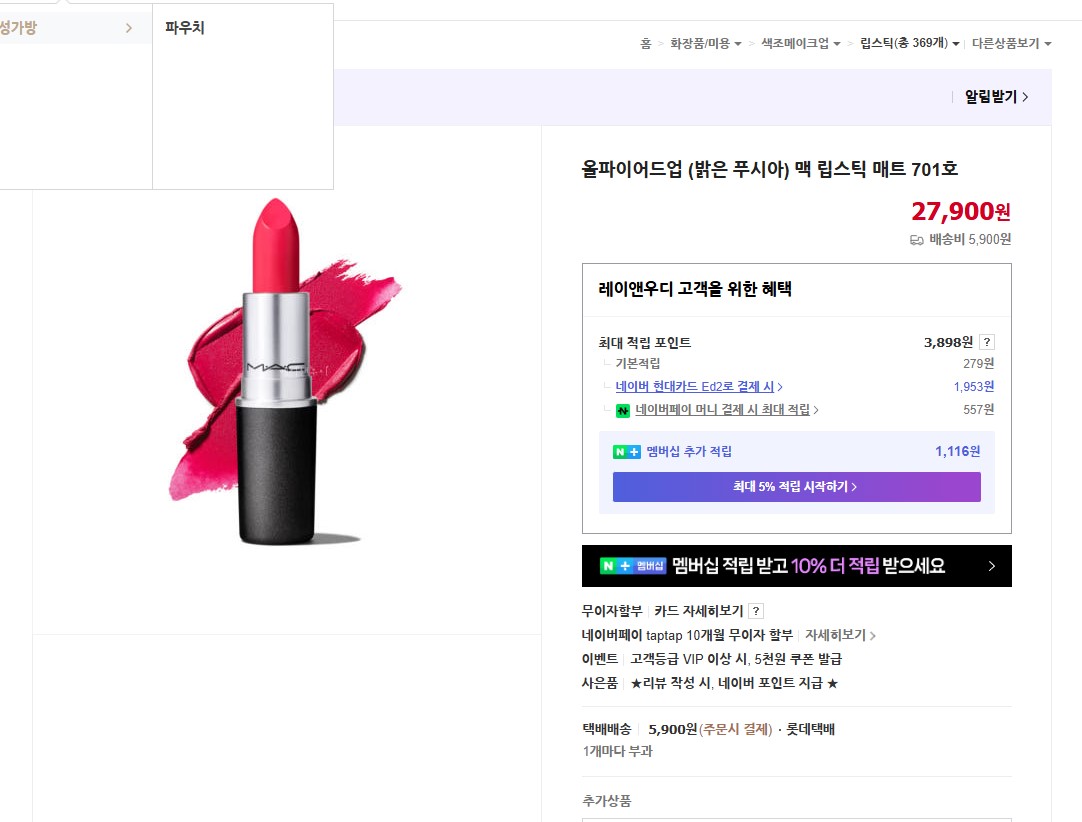 성가방
파우치
홈 > 화장품/미용 > 색조메이크업 > 립스틱(총 369개) 다른상품보기
알림받기
올파이어드업 (밝은 푸시아) 맥 립스틱 매트 701호
27,900원
배송비 5,900원
레이앤우디 고객을 위한 혜택
최대 적립 포인트 3,898원 ?
기본적립 279원
네이버 현대카드 Ed2로 결제 시 1,953원
N 네이버페이 머니 결제 시 최대 적립 557원
N + 멤버십 추가 적립 1,116원
최대 5% 적립 시작하기
N + 멤버십 멤버십 적립 받고 10% 더 적립 받으세요
무이자할부 카드 자세히보기 ?
네이버페이 taptap 10개월 무이자 할부 자세히보기
이벤트 고객등급 VIP 이상 시, 5천원 쿠폰 발급
사은품 ★리뷰 작성 시, 네이버 포인트 지급 ★
택배배송 5,900원(주문시 결제) · 롯데택배
1개마다 부과
추가상품
MAC